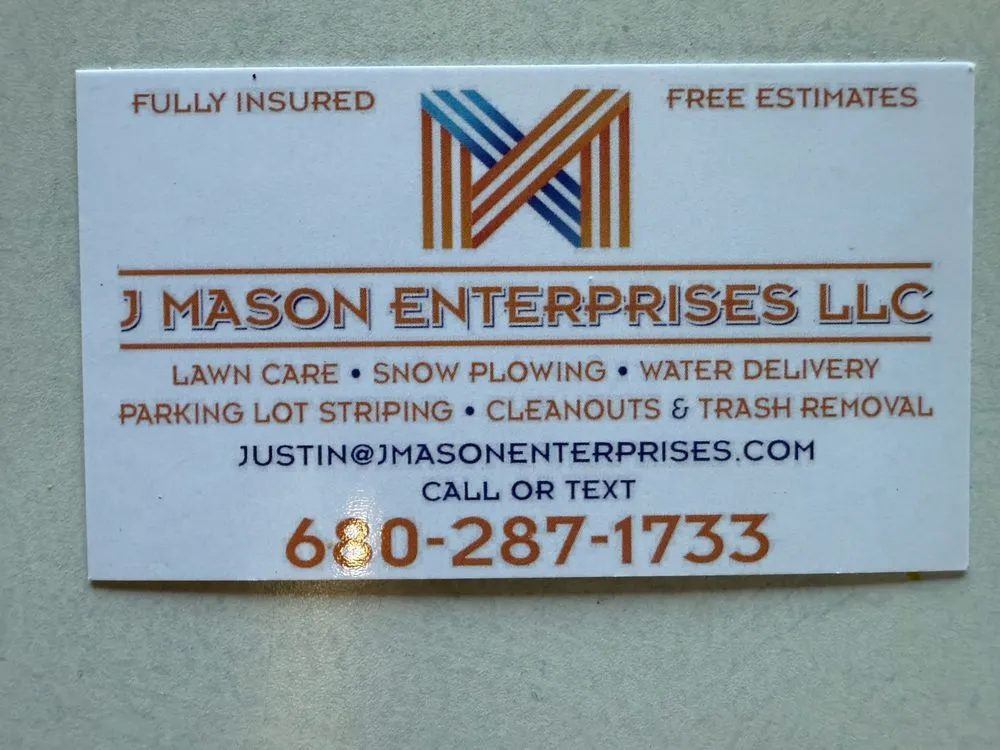 FULLY INSURED
FREE ESTIMATES
J MASON ENTERPRISES LLC
LAWN CARE • SNOW PLOWING • WATER DELIVERY
PARKING LOT STRIPING • CLEANOUTS & TRASH REMOVAL
JUSTIN@JMASONENTERPRISES.COM
CALL OR TEXT
680-287-1733